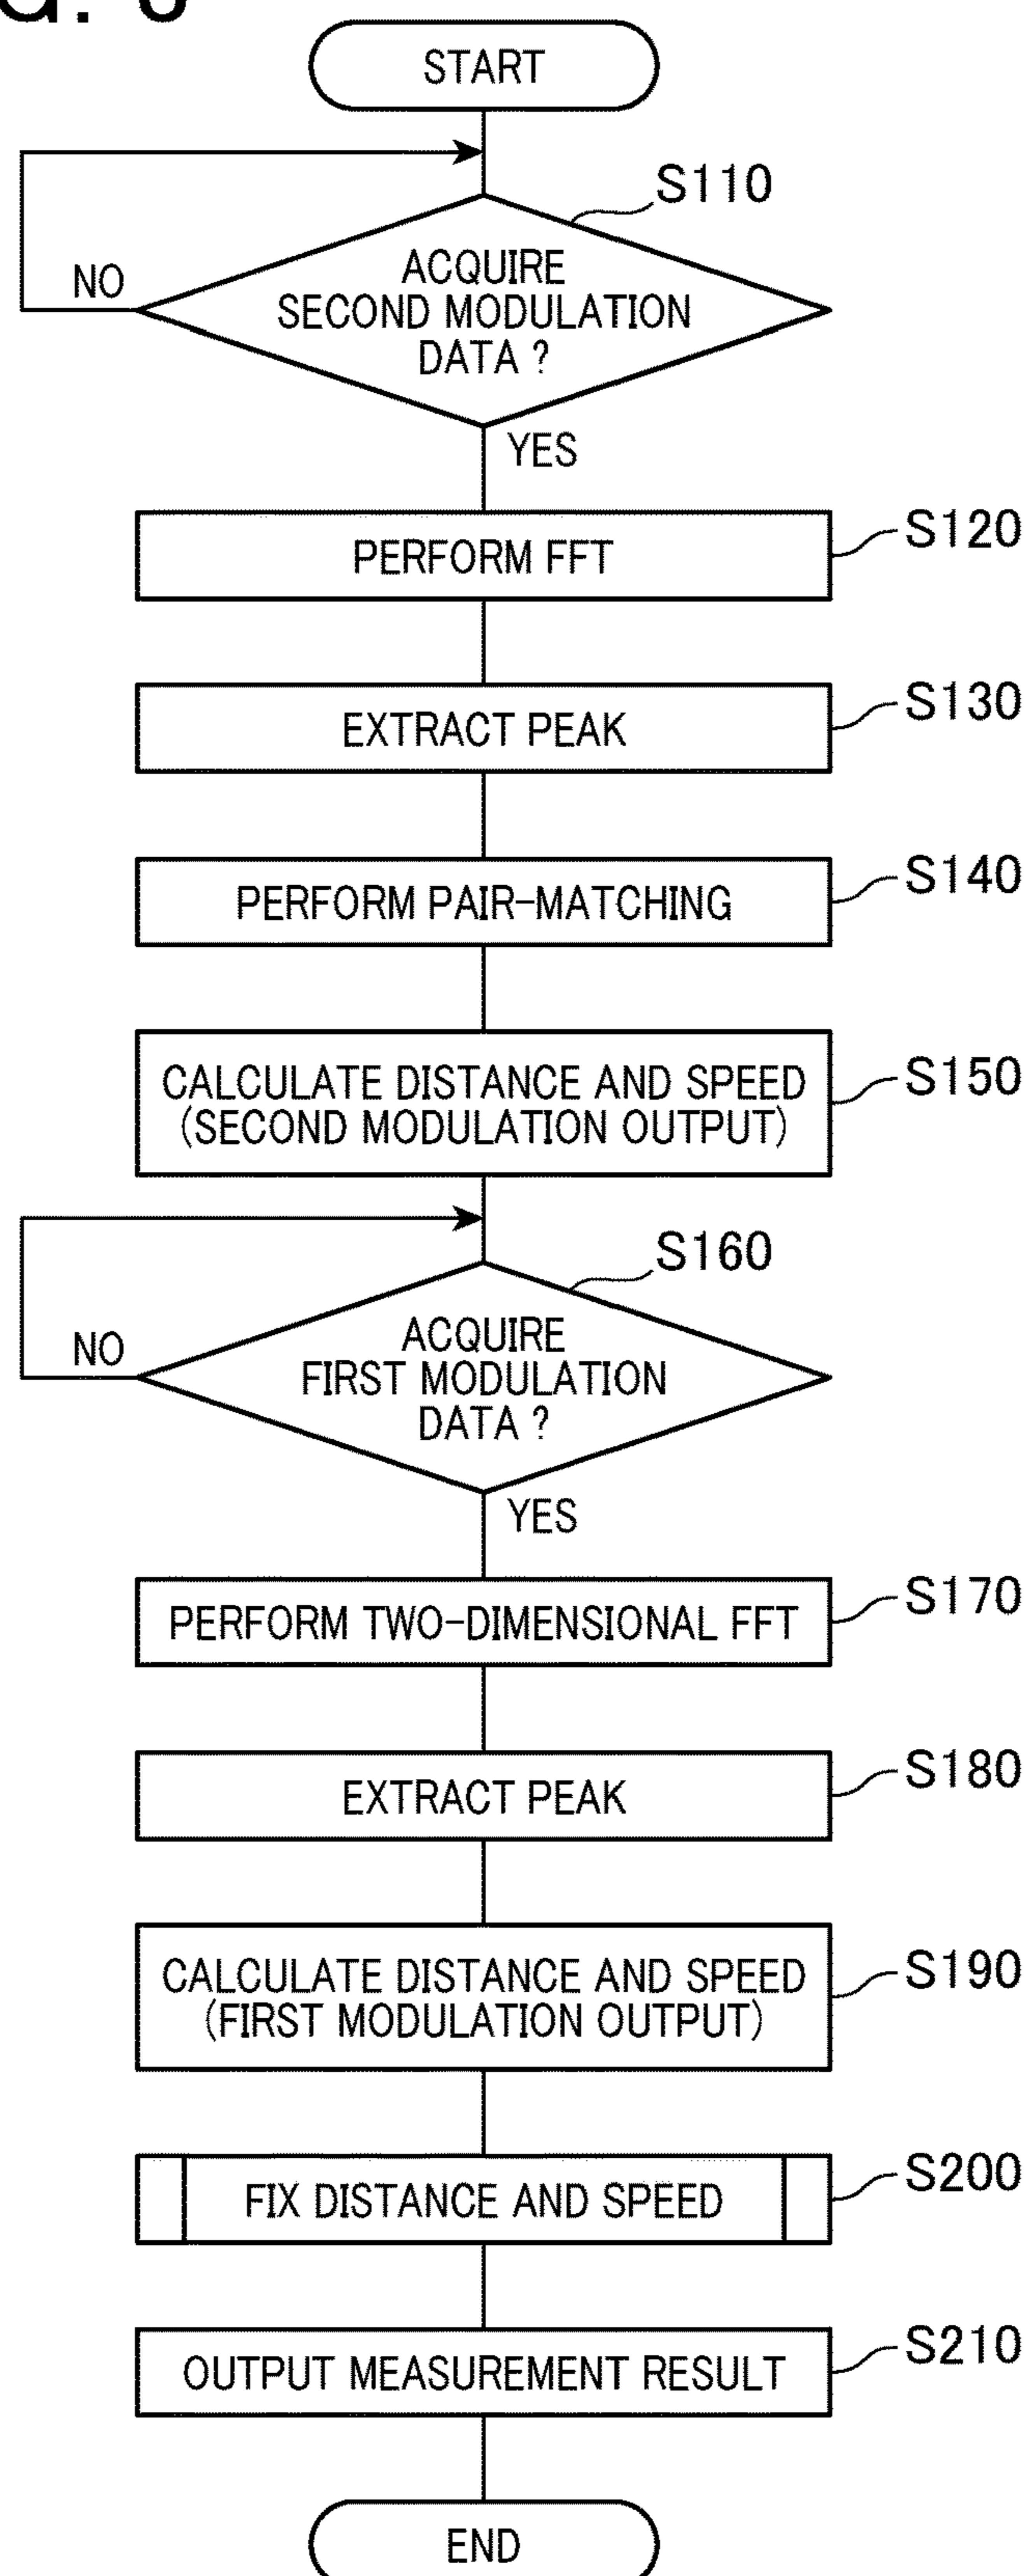 START
S110
ACQUIRE
SECOND MODULATION
DATA ?
NO
YES
PERFORM FFT
S120
EXTRACT PEAK
S130
PERFORM PAIR-MATCHING
S140
CALCULATE DISTANCE AND SPEED
(SECOND MODULATION OUTPUT)
S150
S160
ACQUIRE
FIRST MODULATION
DATA ?
NO
YES
PERFORM TWO-DIMENSIONAL FFT
S170
EXTRACT PEAK
S180
CALCULATE DISTANCE AND SPEED
(FIRST MODULATION OUTPUT)
S190
FIX DISTANCE AND SPEED
S200
OUTPUT MEASUREMENT RESULT
S210
END